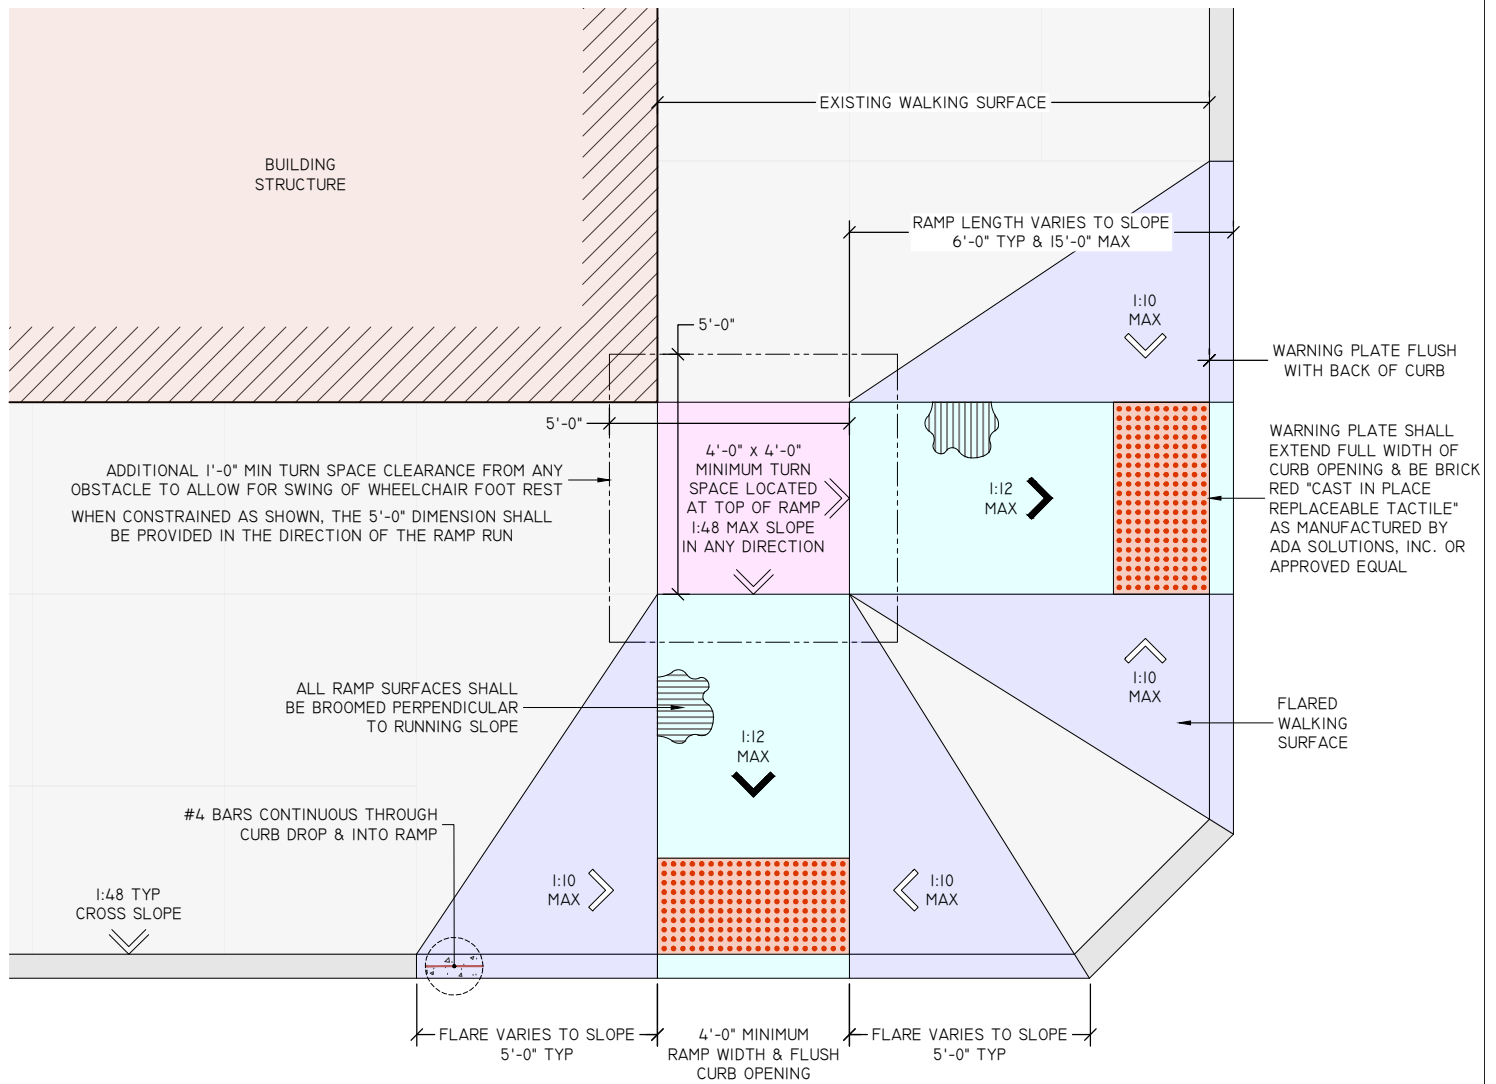 EXISTING WALKING SURFACE
BUILDING
STRUCTURE
RAMP LENGTH VARIES TO SLOPE
6'-0" TYP & 15'-0" MAX
1:10
MAX
5'-0"
WARNING PLATE FLUSH
WITH BACK OF CURB
5'-0"
ADDITIONAL 1'-0" MIN TURN SPACE CLEARANCE FROM ANY
OBSTACLE TO ALLOW FOR SWING OF WHEELCHAIR FOOT REST
WHEN CONSTRAINED AS SHOWN, THE 5'-0" DIMENSION SHALL
BE PROVIDED IN THE DIRECTION OF THE RAMP RUN
4'-0" x 4'-0"
MINIMUM TURN
SPACE LOCATED
AT TOP OF RAMP
1:48 MAX SLOPE
IN ANY DIRECTION
1:12
MAX
WARNING PLATE SHALL
EXTEND FULL WIDTH OF
CURB OPENING & BE BRICK
RED "CAST IN PLACE
REPLACEABLE TACTILE"
AS MANUFACTURED BY
ADA SOLUTIONS, INC. OR
APPROVED EQUAL
ALL RAMP SURFACES SHALL
BE BROOMED PERPENDICULAR
TO RUNNING SLOPE
1:12
MAX
1:10
MAX
FLARED
WALKING
SURFACE
#4 BARS CONTINUOUS THROUGH
CURB DROP & INTO RAMP
1:48 TYP
CROSS SLOPE
1:10
MAX
1:10
MAX
FLARE VARIES TO SLOPE
5'-0" TYP
4'-0" MINIMUM
RAMP WIDTH & FLUSH
CURB OPENING
FLARE VARIES TO SLOPE
5'-0" TYP